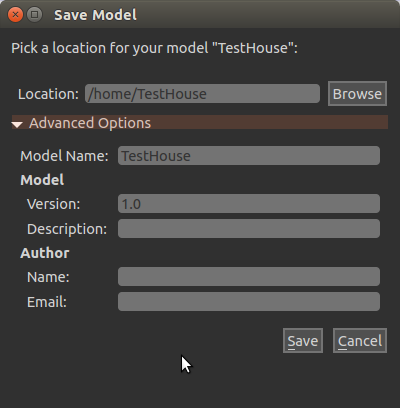 Save Model
Pick a location for your model "TestHouse":
Location: /home/TestHouse Browse
Advanced Options
Model Name: TestHouse
Model
Version: 1.0
Description:
Author
Name:
Email:
Save Cancel